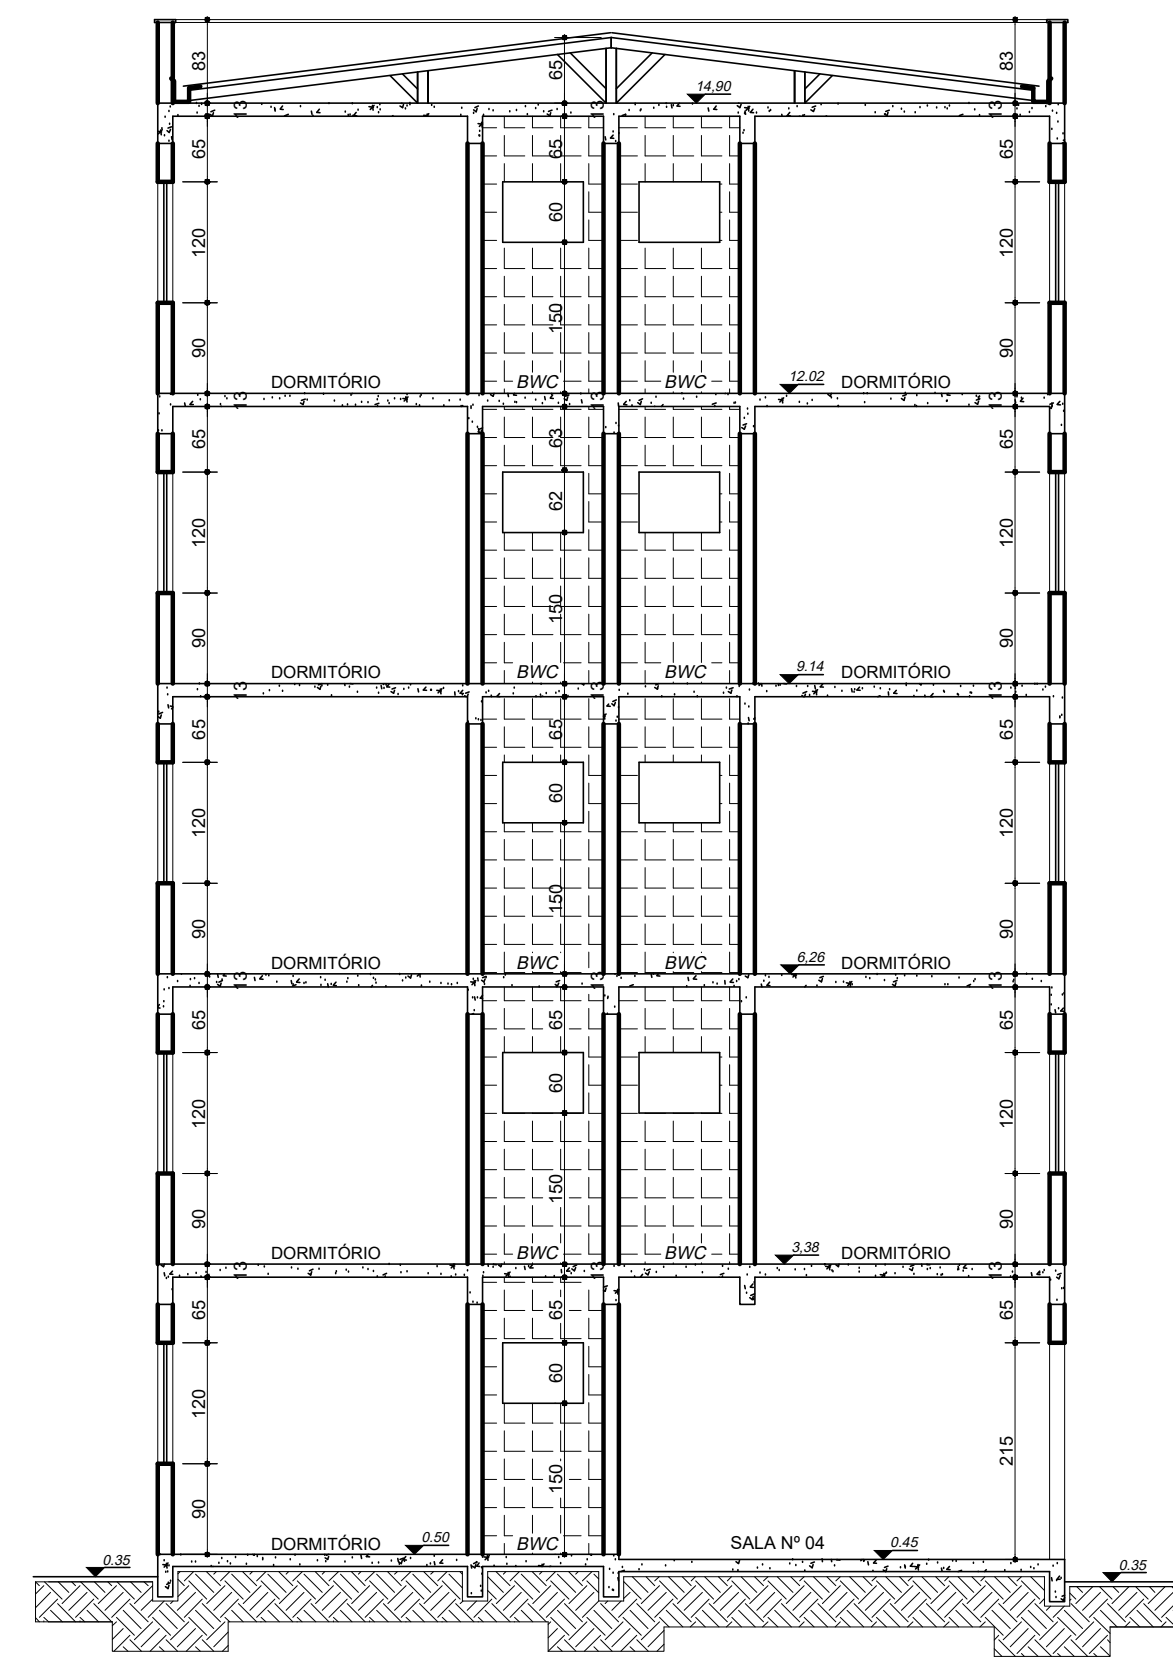 83 65 83
14,90
13 13 13
65 65 65
120 60 120
90 150 90
DORMITÓRIO BWC BWC 12.02 DORMITÓRIO
13 13 13
65 63 65
120 62 120
90 150 90
DORMITÓRIO BWC BWC 9.14 DORMITÓRIO
13 13 13
65 65 65
120 60 120
90 150 90
DORMITÓRIO BWC BWC 6,26 DORMITÓRIO
13 13 13
65 65 65
120 60 120
90 150 90
DORMITÓRIO BWC BWC 3,38 DORMITÓRIO
13 13 13
65 65 65
120 60
90 150 215
DORMITÓRIO 0.50 BWC SALA Nº 04 0.45
0.35 0.35